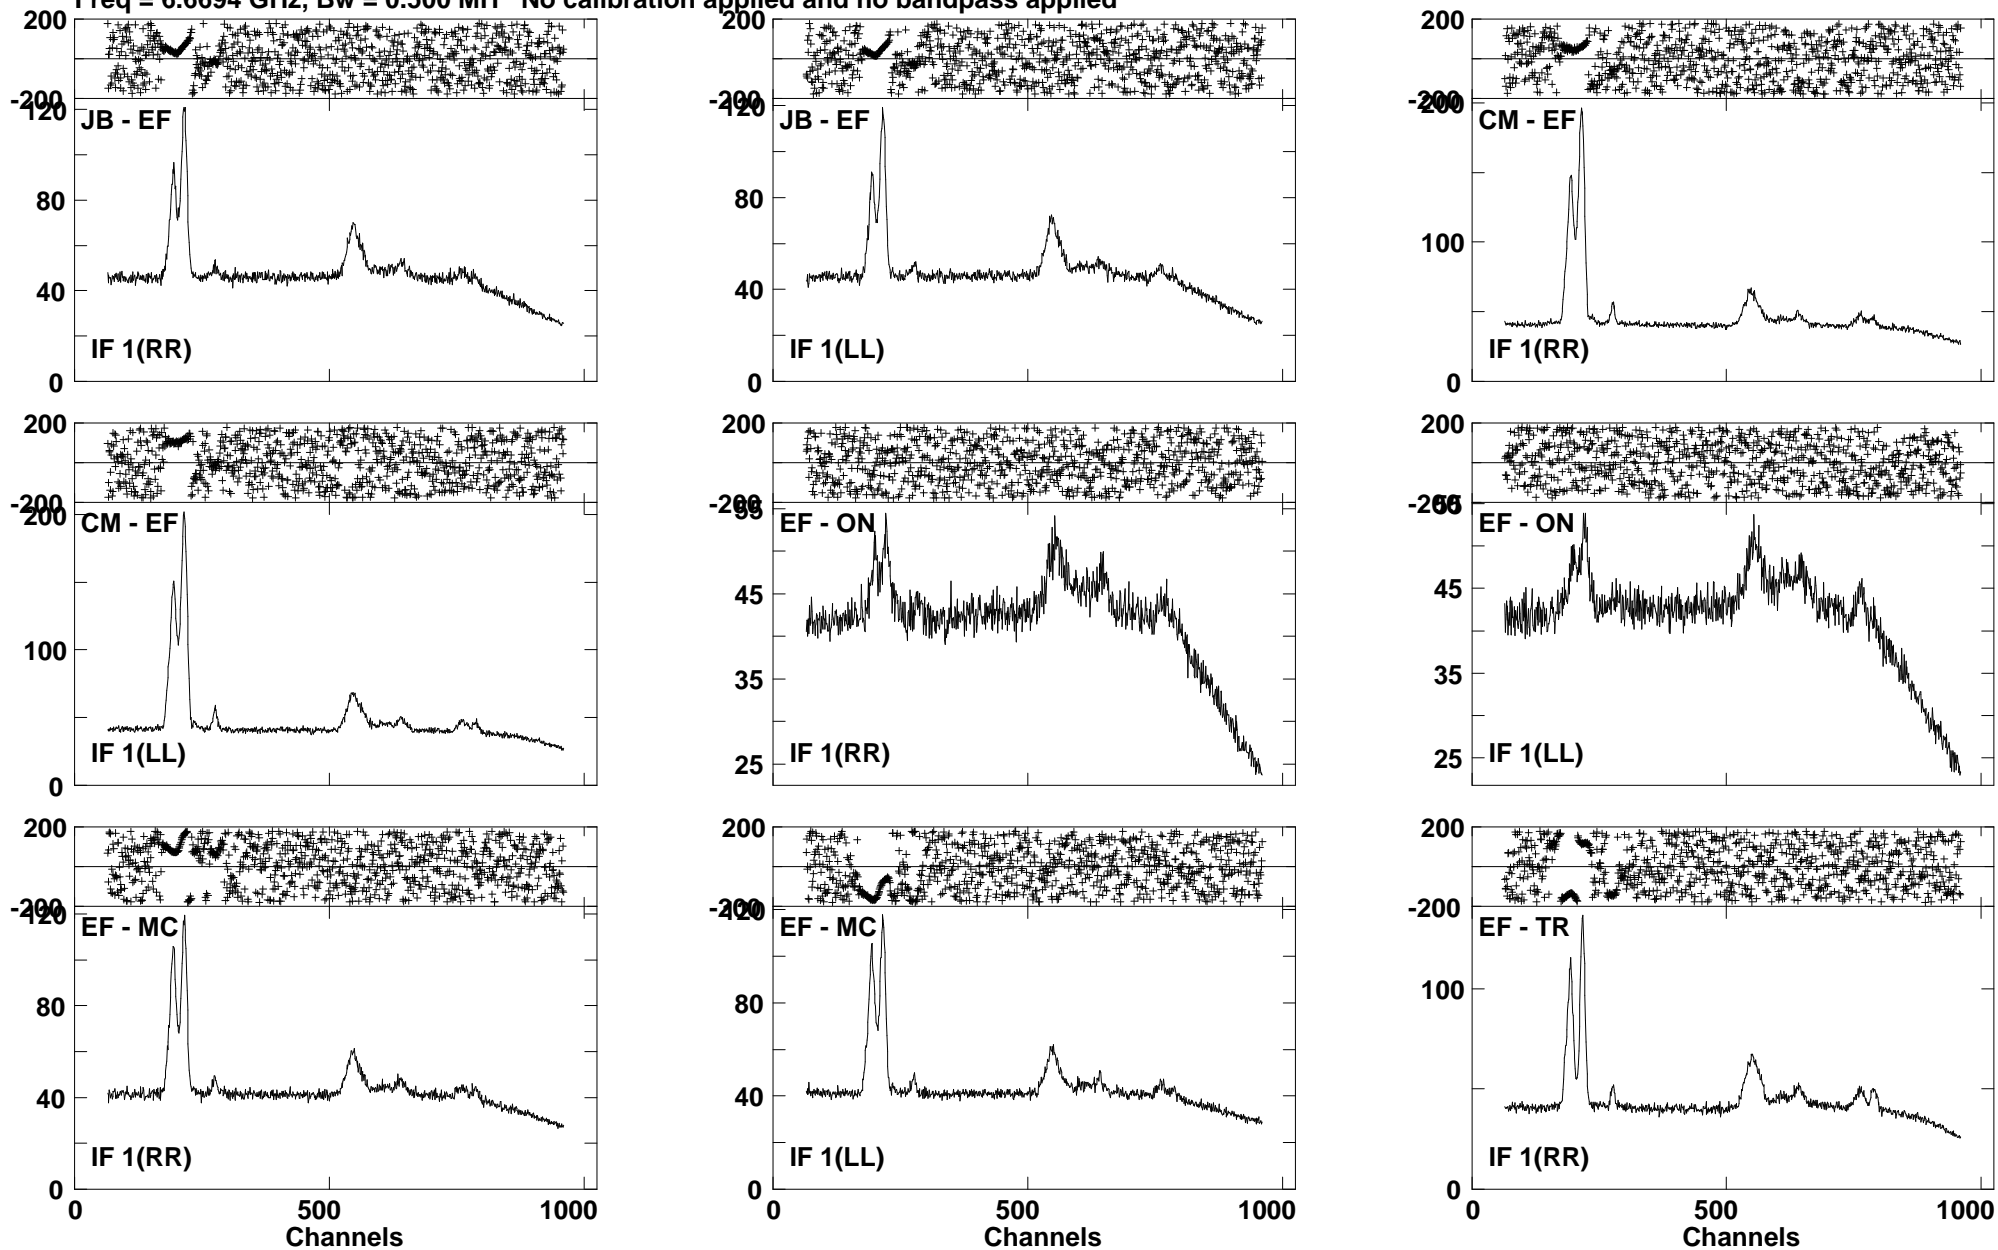 Freq = 6.6694 GHz, Bw = 0.500 MH No calibration applied and no bandpass applied
200
-200
120
80
40
0
JB - EF
IF 1(RR)
200
-200
120
80
40
0
JB - EF
IF 1(LL)
200
-200
200
100
0
CM - EF
IF 1(RR)
200
-200
200
100
0
CM - EF
IF 1(LL)
200
-200
55
45
35
25
EF - ON
IF 1(RR)
200
-200
55
45
35
25
EF - ON
IF 1(LL)
200
-200
120
80
40
0
EF - MC
IF 1(RR)
0 500 1000
Channels
200
-200
120
80
40
0
EF - MC
IF 1(LL)
500 1000
Channels
200
-200
100
0
EF - TR
IF 1(RR)
500 1000
Channels